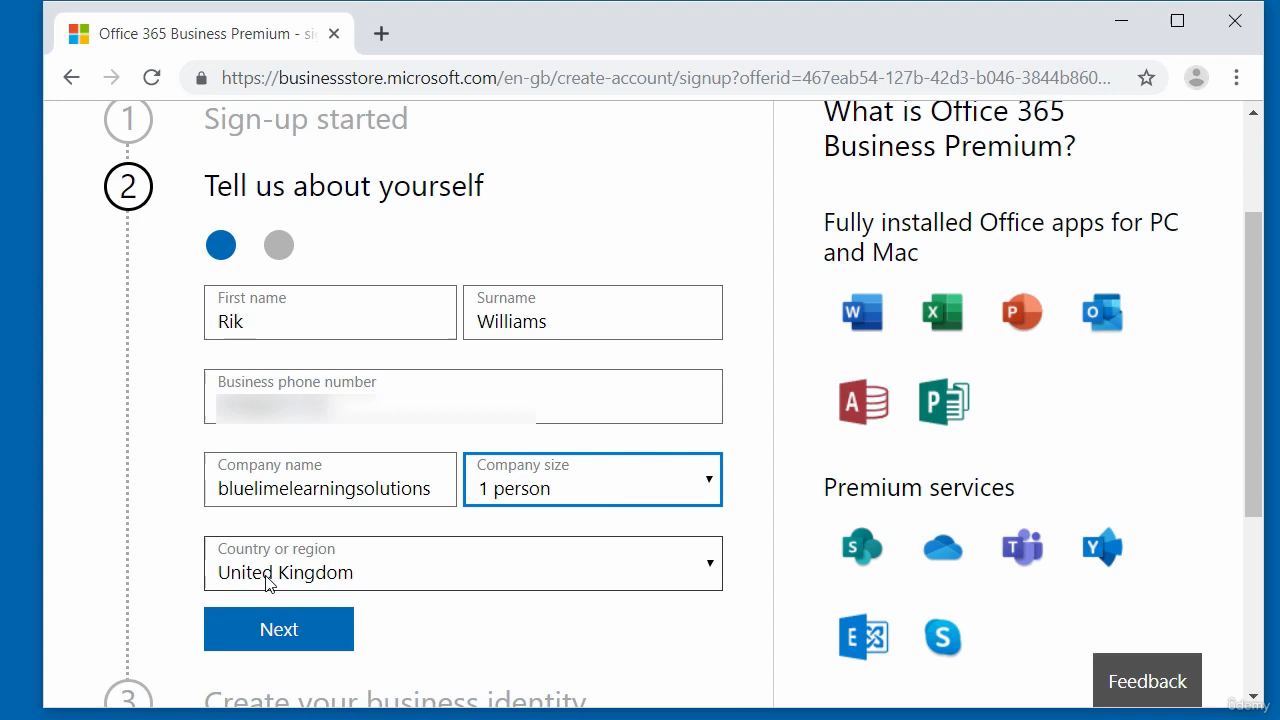 Office 365 Business Premium - si
https://businessstore.microsoft.com/en-gb/create-account/signup?offerid=467eab54-127b-42d3-b046-3844b860...
1
Sign-up started
2
Tell us about yourself
First name
Rik
Surname
Williams
Business phone number
Company name
bluelimelearningsolutions
Company size
1 person
Country or region
United Kingdom
Next
3
Create your business identity
What is Office 365
Business Premium?
Fully installed Office apps for PC
and Mac
W
X
P
O
A
P
Premium services
S
T
Y
E
S
Feedback
Udemy